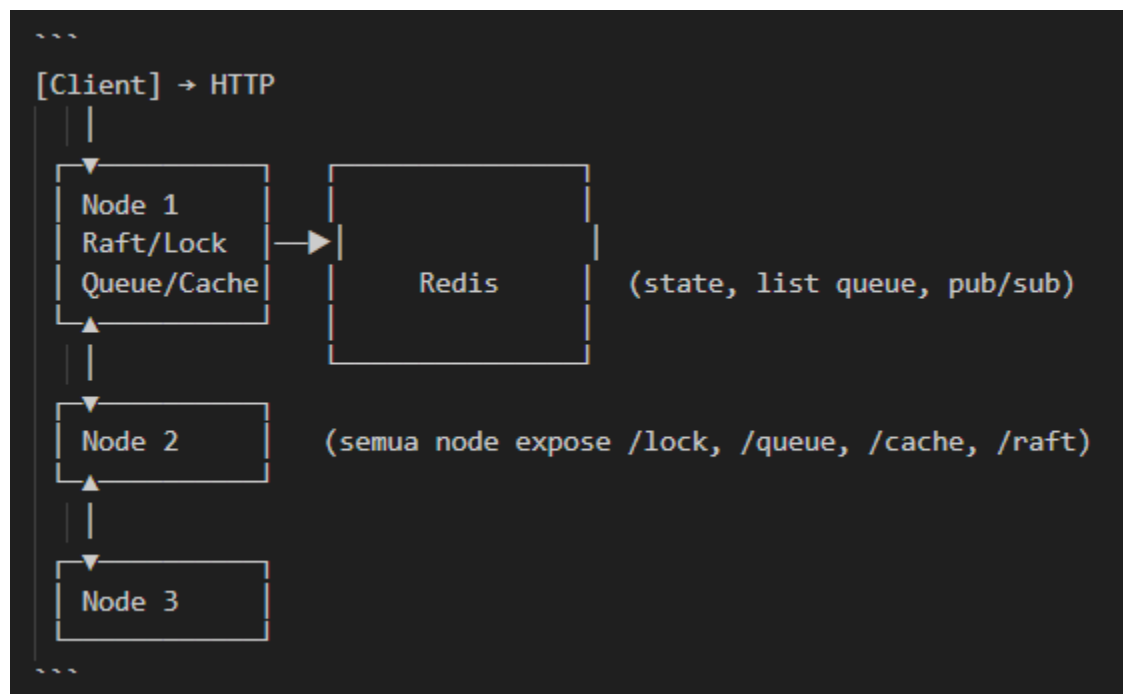 ```
[Client] → HTTP
Node 1
Raft/Lock
Queue/Cache
Redis (state, list queue, pub/sub)
Node 2 (semua node expose /lock, /queue, /cache, /raft)
Node 3
```